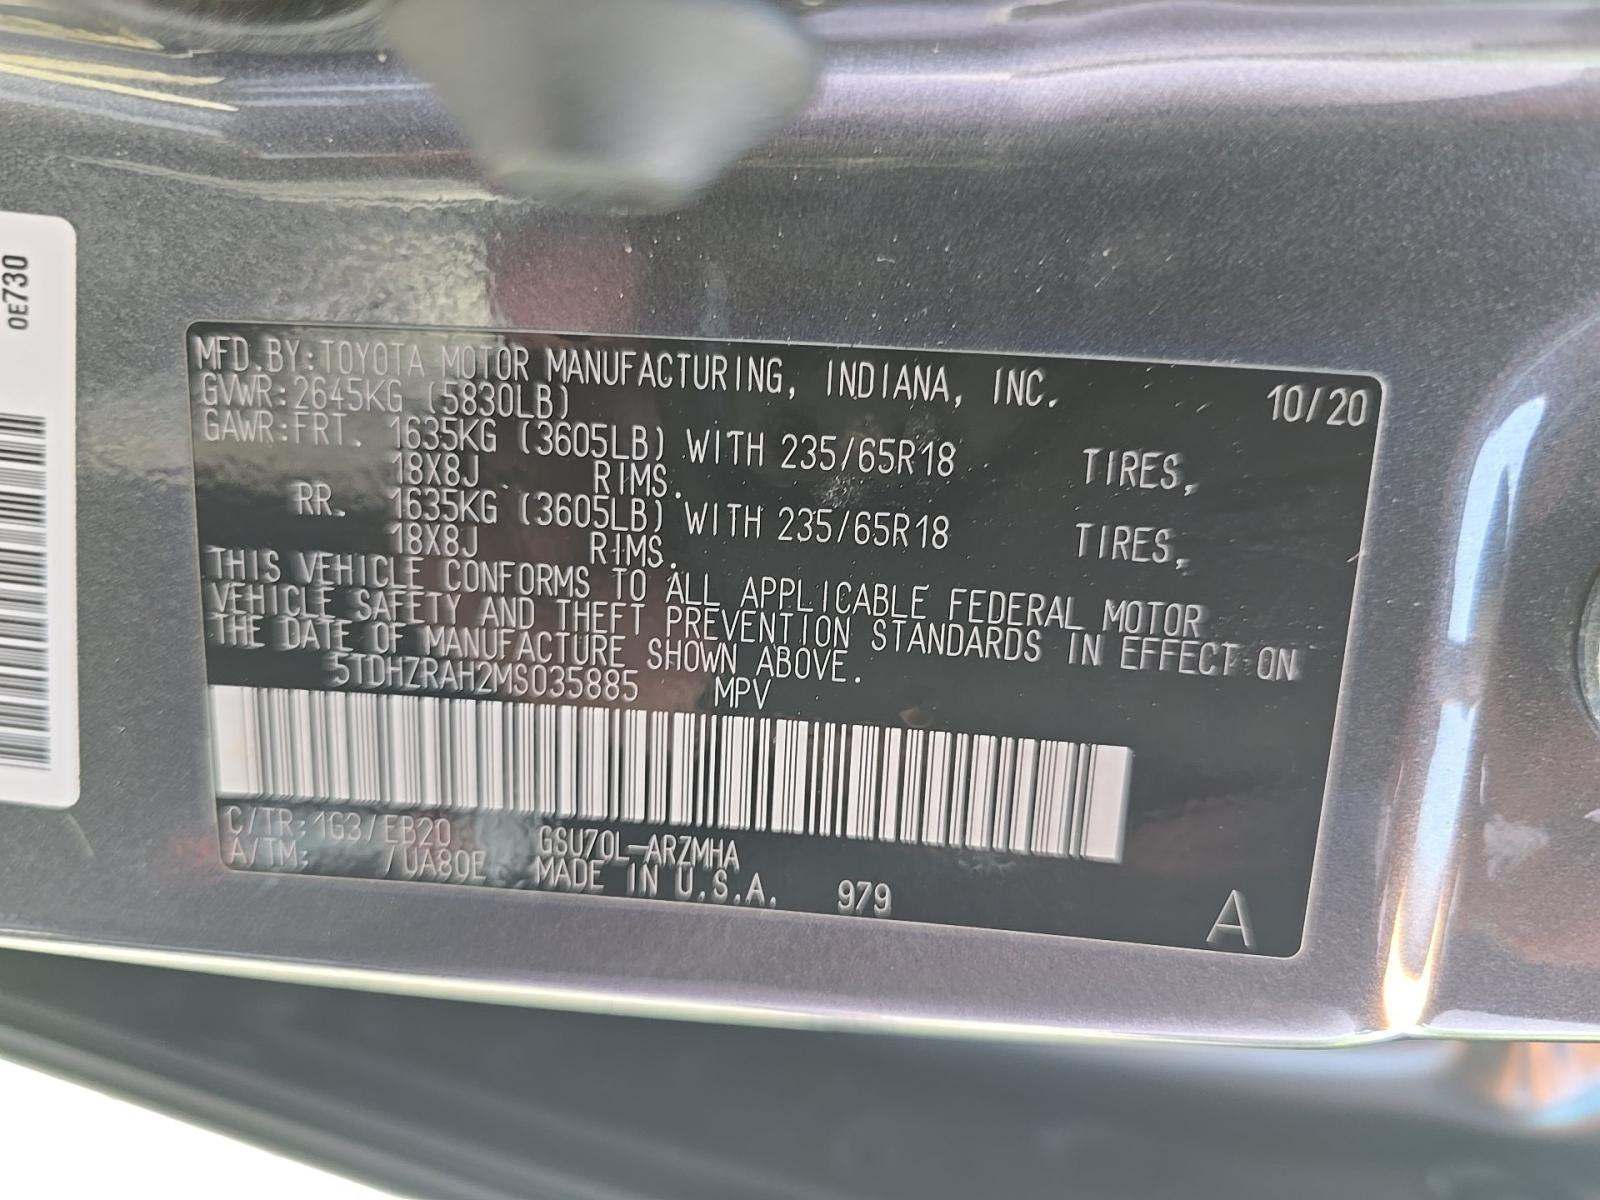 0E730
MFD.BY:TOYOTA MOTOR MANUFACTURING, INDIANA, INC. 10/20
GVWR:2645KG (5830LB)
GAWR:FRT. 1635KG (3605LB) WITH 235/65R18 TIRES,
18X8J RIMS.
RR. 1635KG (3605LB) WITH 235/65R18 TIRES,
18X8J RIMS.
THIS VEHICLE CONFORMS TO ALL APPLICABLE FEDERAL MOTOR
VEHICLE SAFETY AND THEFT PREVENTION STANDARDS IN EFFECT ON
THE DATE OF MANUFACTURE SHOWN ABOVE.
5TDHZRAH2MS035885 MPV
C/TR:1G3/EB20 GSU70L-ARZMHA
A/TM: /UA80E MADE IN U.S.A. 979
A